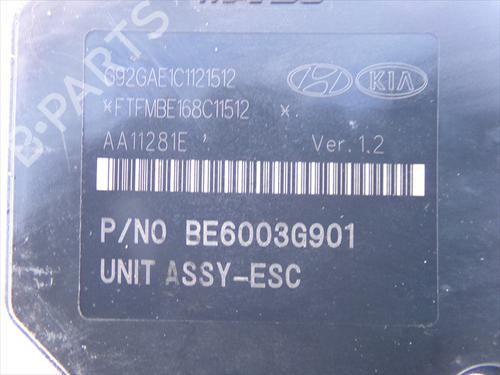 G92GAE1C1121512
*FTFMBE168C11512 *
KIA
AA11281E
Ver. 1.2
P/NO BE6003G901
UNIT ASSY-ESC
B-PARTS